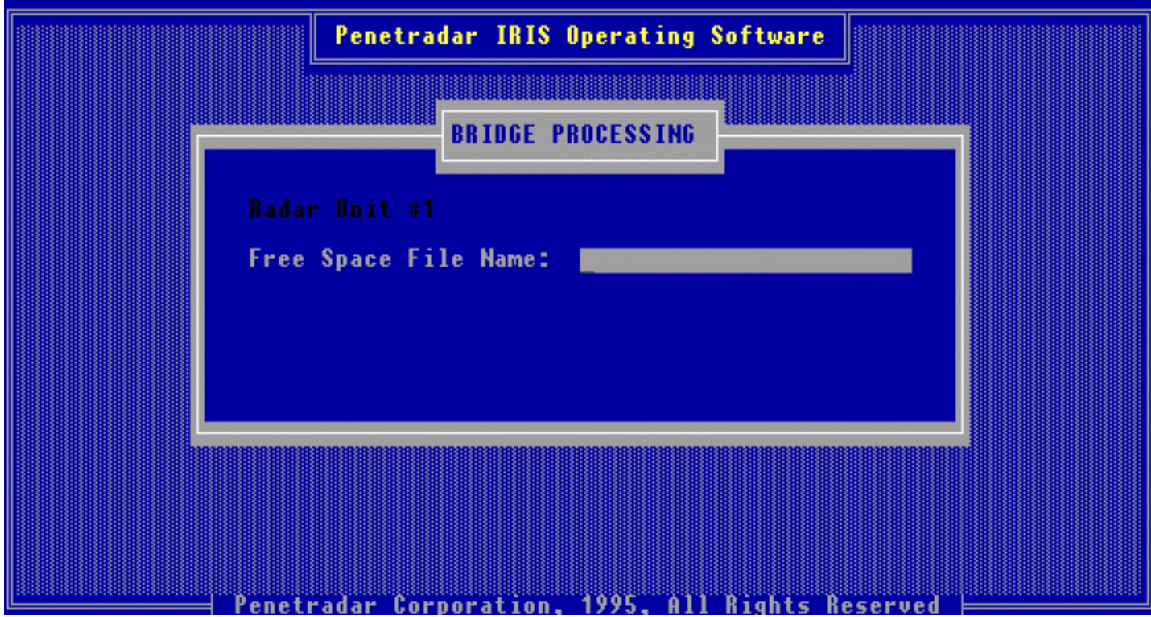 Penetradar IRIS Operating Software
BRIDGE PROCESSING
Radar Unit #1
Free Space File Name:
Penetradar Corporation, 1995, All Rights Reserved